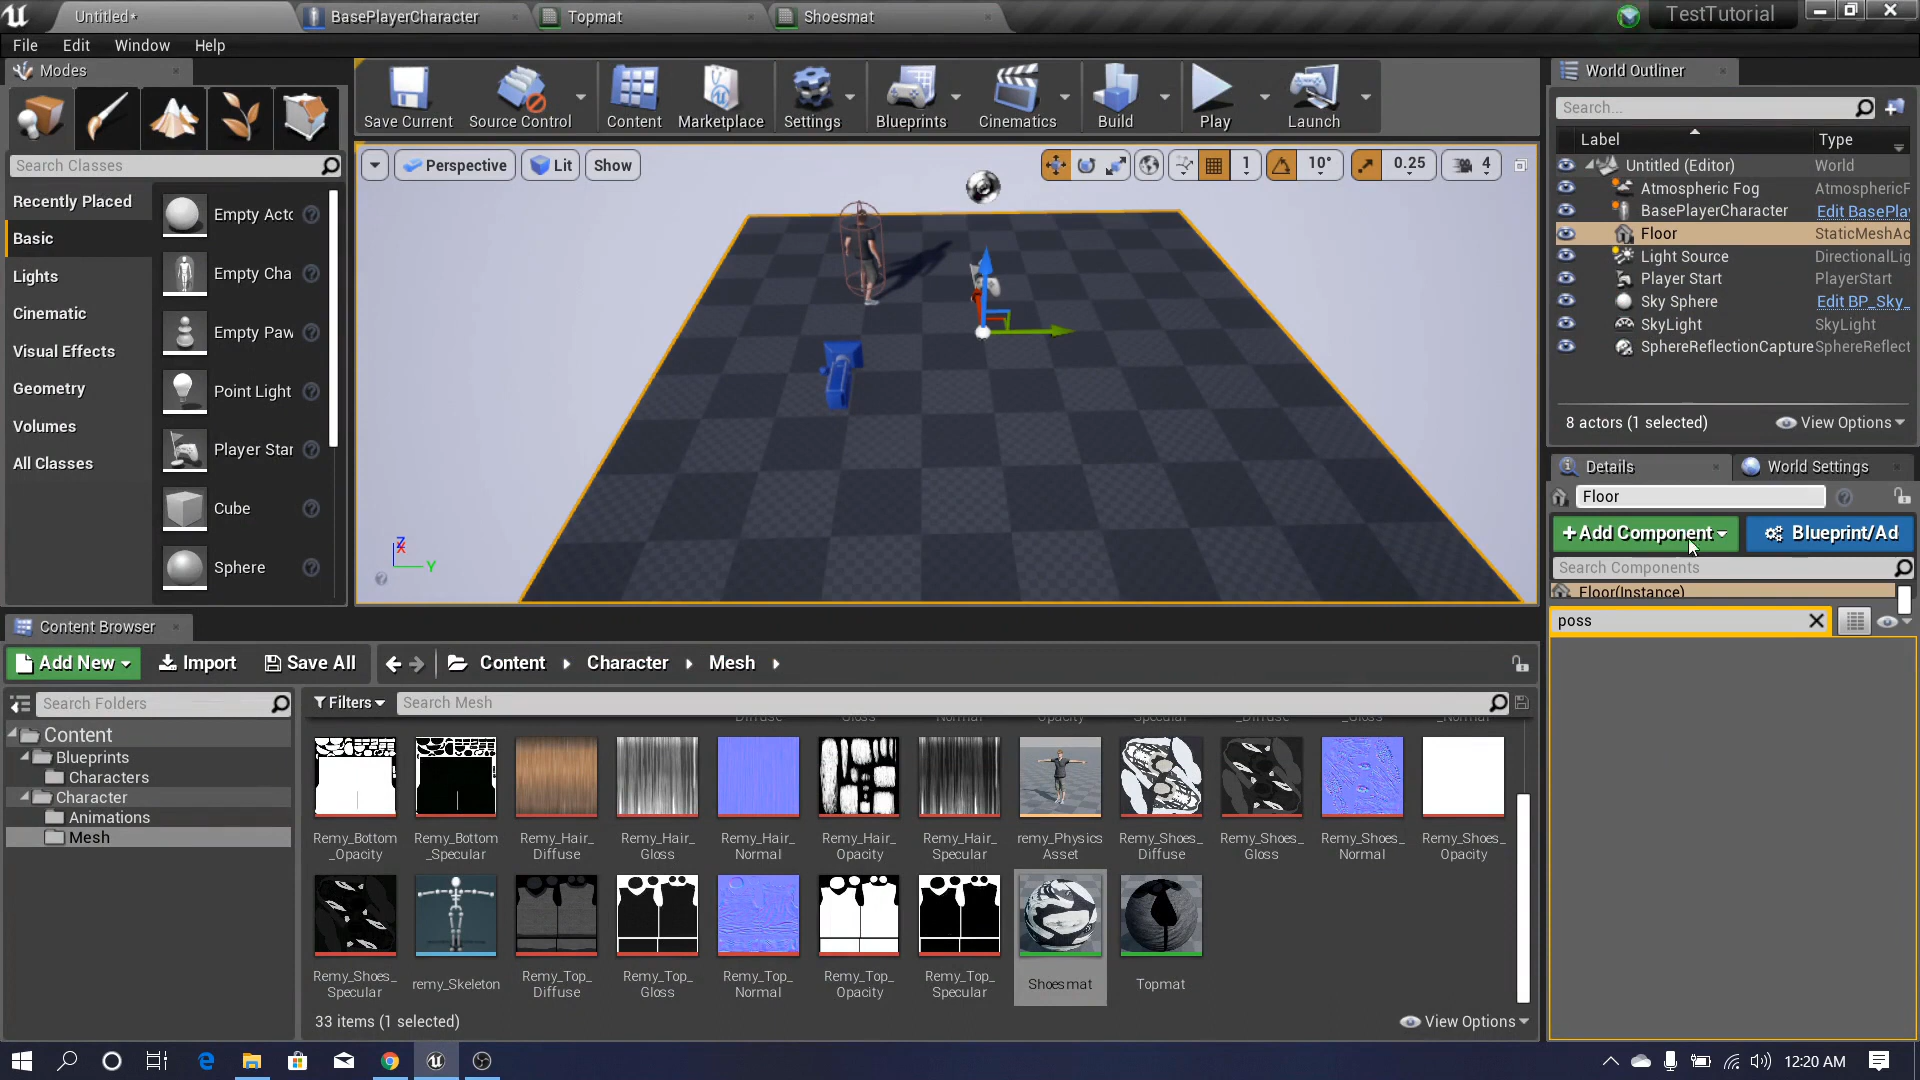 Untitled*
BasePlayerCharacter
Topmat
Shoesmat
TestTutorial
File Edit Window Help
Modes
Save Current
Source Control
Content
Marketplace
Settings
Blueprints
Cinematics
Build
Play
Launch
Search Classes
Recently Placed
Basic
Lights
Cinematic
Visual Effects
Geometry
Volumes
All Classes
Empty Acto
Empty Cha
Empty Paw
Point Light
Player Star
Cube
Sphere
Perspective
Lit
Show
1
10°
0.25
4
Z
X
Y
World Outliner
Search...
Label Type
Untitled (Editor) World
Atmospheric Fog AtmosphericF
BasePlayerCharacter Edit BasePla
Floor StaticMeshAc
Light Source DirectionalLig
Player Start PlayerStart
Sky Sphere Edit BP_Sky_
SkyLight SkyLight
SphereReflectionCapture SphereReflect
8 actors (1 selected)
View Options
Details
World Settings
Floor
+Add Component
Blueprint/Ad
Search Components
Floor(Instance)
poss
Content Browser
Add New
Import
Save All
Content
Character
Mesh
Search Folders
Filters
Search Mesh
Content
Blueprints
Characters
Character
Animations
Mesh
Diffuse Gloss Normal Opacity Specular _Diffuse _Gloss _Normal
Remy_Bottom
_Opacity
Remy_Bottom
_Specular
Remy_Hair_
Diffuse
Remy_Hair_
Gloss
Remy_Hair_
Normal
Remy_Hair_
Opacity
Remy_Hair_
Specular
remy_Physics
Asset
Remy_Shoes_
Diffuse
Remy_Shoes_
Gloss
Remy_Shoes_
Normal
Remy_Shoes_
Opacity
Remy_Shoes_
Specular
remy_Skeleton
Remy_Top_
Diffuse
Remy_Top_
Gloss
Remy_Top_
Normal
Remy_Top_
Opacity
Remy_Top_
Specular
Shoesmat
Topmat
33 items (1 selected)
View Options
12:20 AM